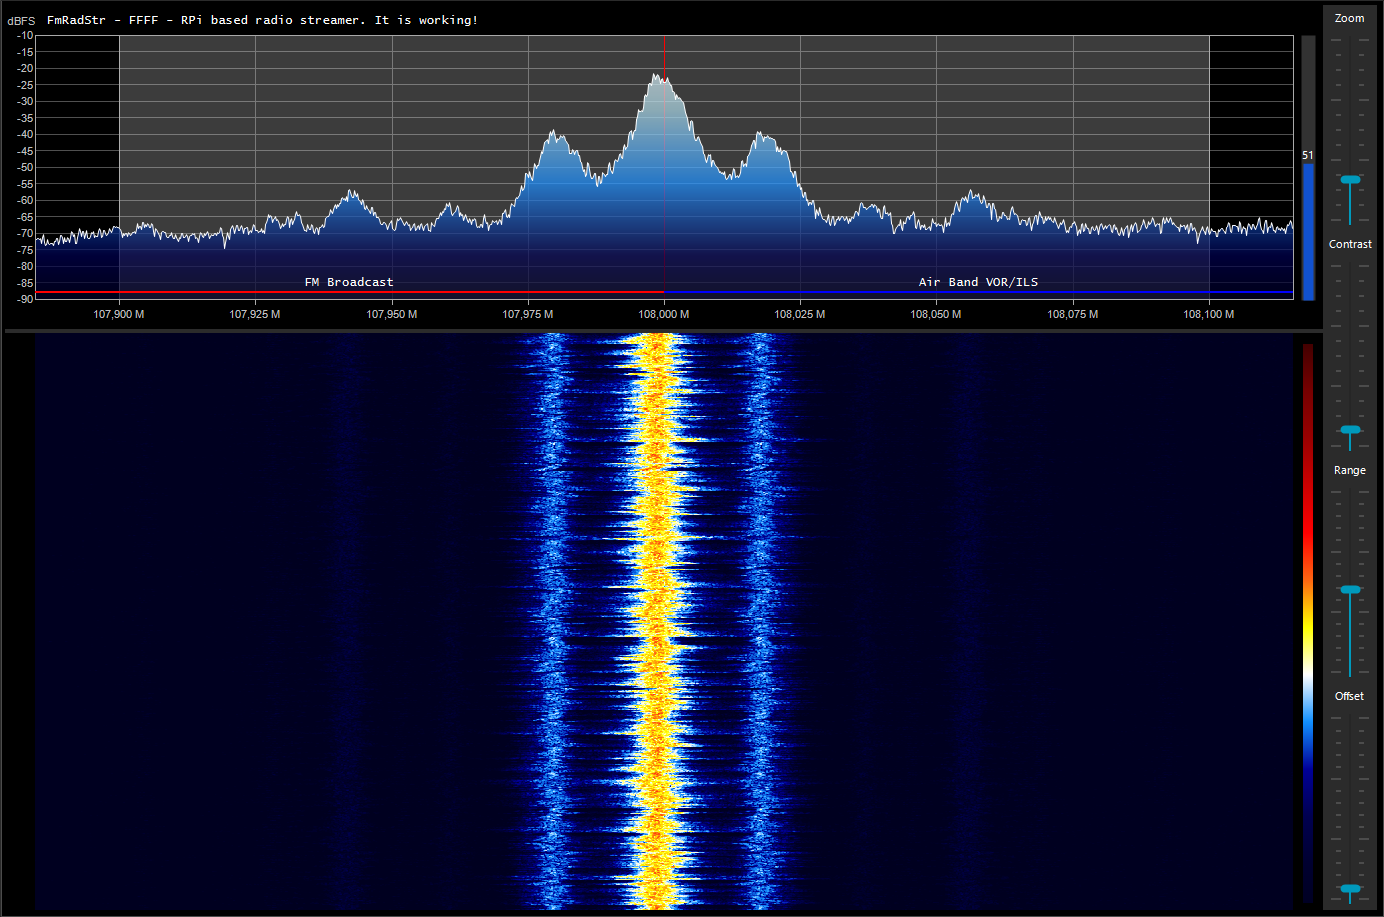 dBFS FmRadStr - FFFF - RPi based radio streamer. It is working!
Zoom
-10
-15
-20
-25
-30
-35
-40
-45
-50
-55
-60
-65
-70
-75
-80
-85
-90
51
FM Broadcast Air Band VOR/ILS
107,900 M 107,925 M 107,950 M 107,975 M 108,000 M 108,025 M 108,050 M 108,075 M 108,100 M
Contrast
Range
Offset